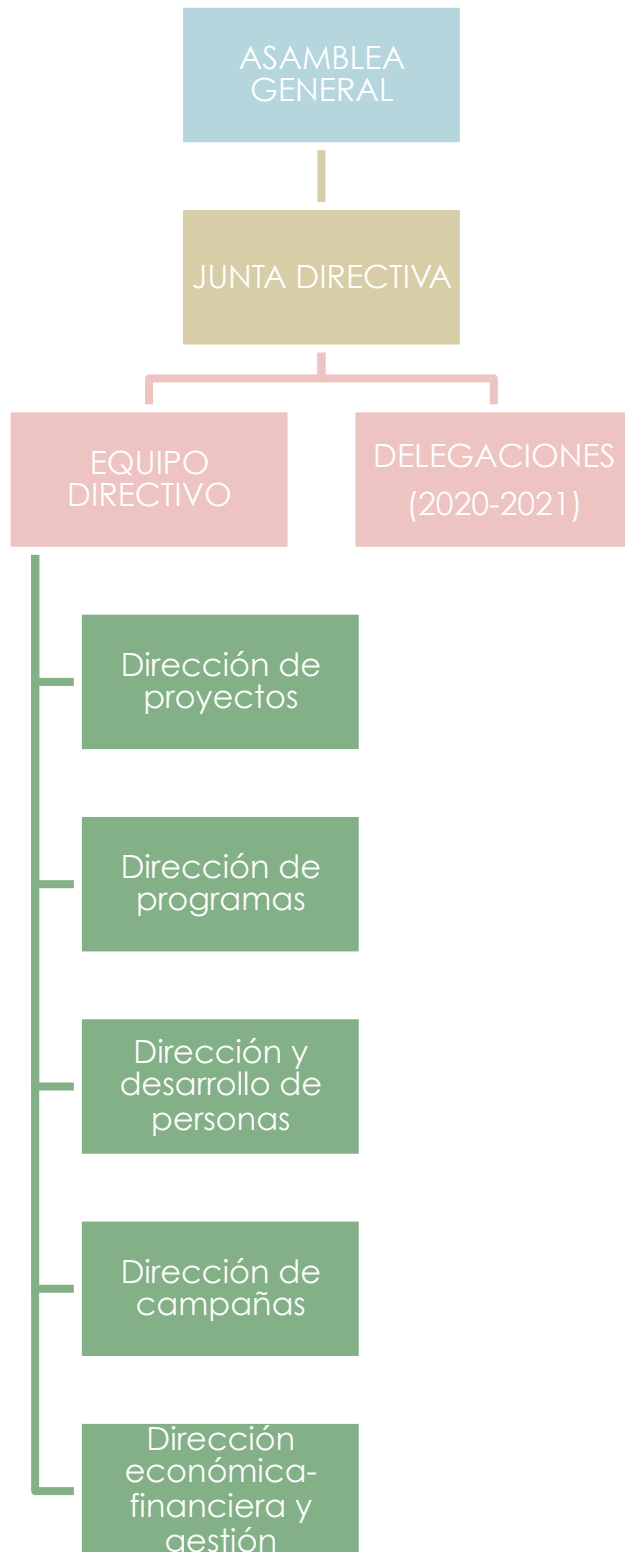 ASAMBLEA
GENERAL
JUNTA DIRECTIVA
EQUIPO
DIRECTIVO
DELEGACIONES
(2020-2021)
Dirección de
proyectos
Dirección de
programas
Dirección y
desarrollo de
personas
Dirección de
campañas
Dirección
económica-
financiera y
gestión